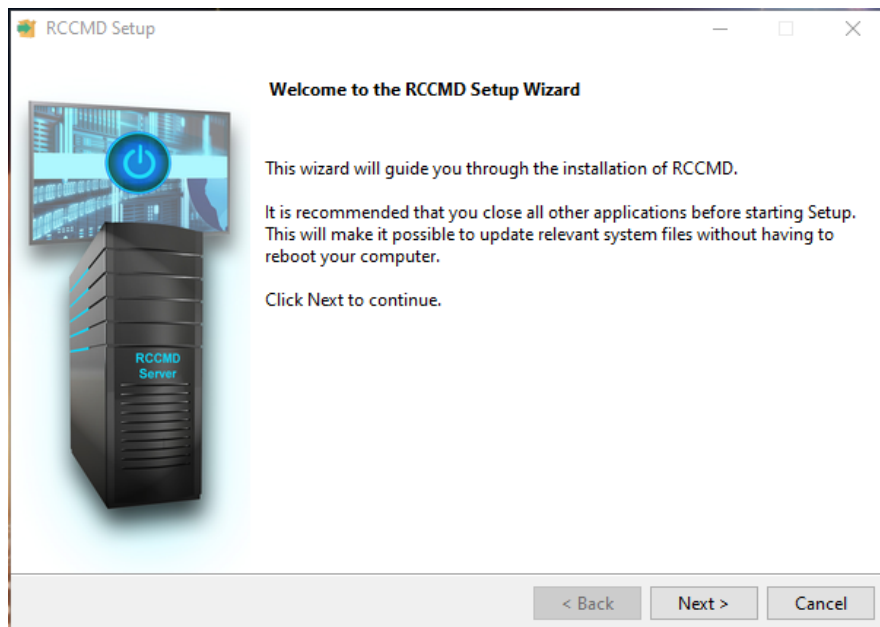 RCCMD Setup
Welcome to the RCCMD Setup Wizard
This wizard will guide you through the installation of RCCMD.
It is recommended that you close all other applications before starting Setup.
This will make it possible to update relevant system files without having to
reboot your computer.
Click Next to continue.
RCCMD
Server
< Back
Next >
Cancel